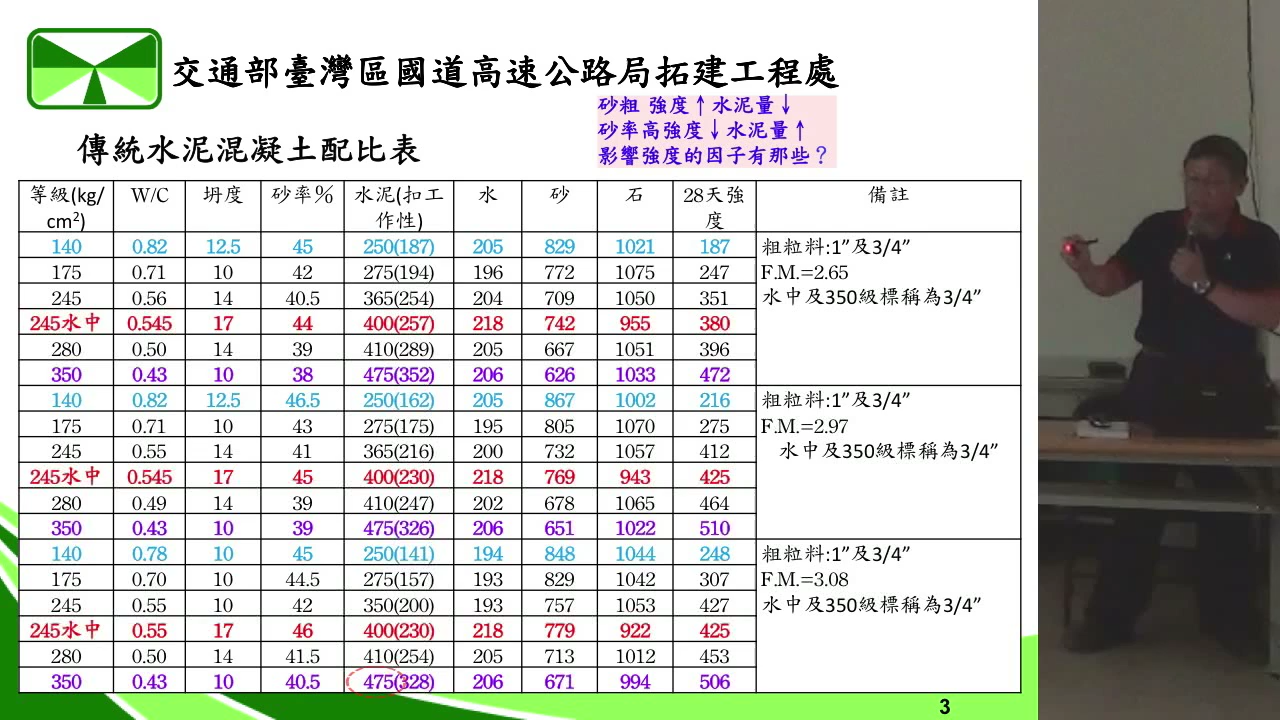 交通部臺灣區國道高速公路局拓建工程處
砂粗 強度↑水泥量↓
砂率高強度↓水泥量↑
影響強度的因子有那些？
傳統水泥混凝土配比表
等級(kg/cm²) W/C 坍度 砂率% 水泥(扣工作性) 水 砂 石 28天強度 備註
140 0.82 12.5 45 250(187) 205 829 1021 187 粗粒料:1”及3/4”
175 0.71 10 42 275(194) 196 772 1075 247 F.M.=2.65
245 0.56 14 40.5 365(254) 204 709 1050 351 水中及350級標稱為3/4”
245水中 0.545 17 44 400(257) 218 742 955 380
280 0.50 14 39 410(289) 205 667 1051 396
350 0.43 10 38 475(352) 206 626 1033 472
140 0.82 12.5 46.5 250(162) 205 867 1002 216 粗粒料:1”及3/4”
175 0.71 10 43 275(175) 195 805 1070 275 F.M.=2.97
245 0.55 14 41 365(216) 200 732 1057 412 水中及350級標稱為3/4”
245水中 0.545 17 45 400(230) 218 769 943 425
280 0.49 14 39 410(247) 202 678 1065 464
350 0.43 10 39 475(326) 206 651 1022 510
140 0.78 10 45 250(141) 194 848 1044 248 粗粒料:1”及3/4”
175 0.70 10 44.5 275(157) 193 829 1042 307 F.M.=3.08
245 0.55 10 42 350(200) 193 757 1053 427 水中及350級標稱為3/4”
245水中 0.55 17 46 400(230) 218 779 922 425
280 0.50 14 41.5 410(254) 205 713 1012 453
350 0.43 10 40.5 475(328) 206 671 994 506
3